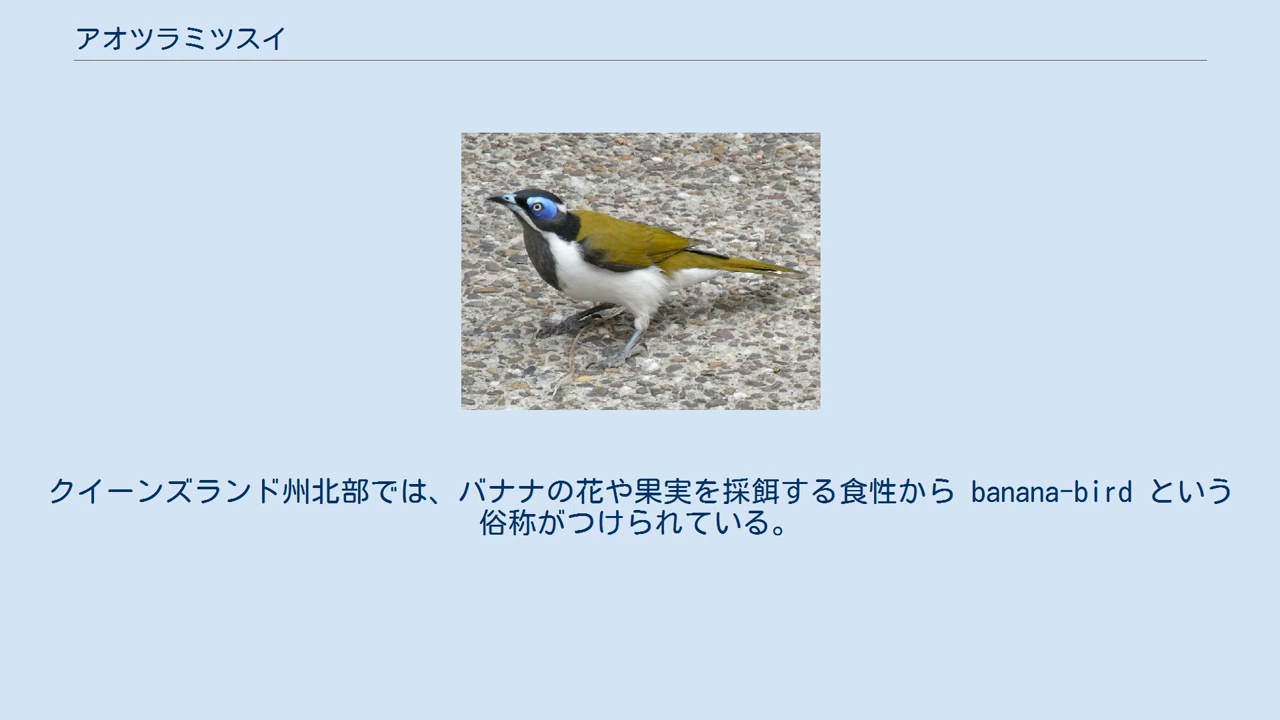 アオツラミツスイ
クイーンズランド州北部では、バナナの花や果実を採餌する食性から banana-bird という
俗称がつけられている。